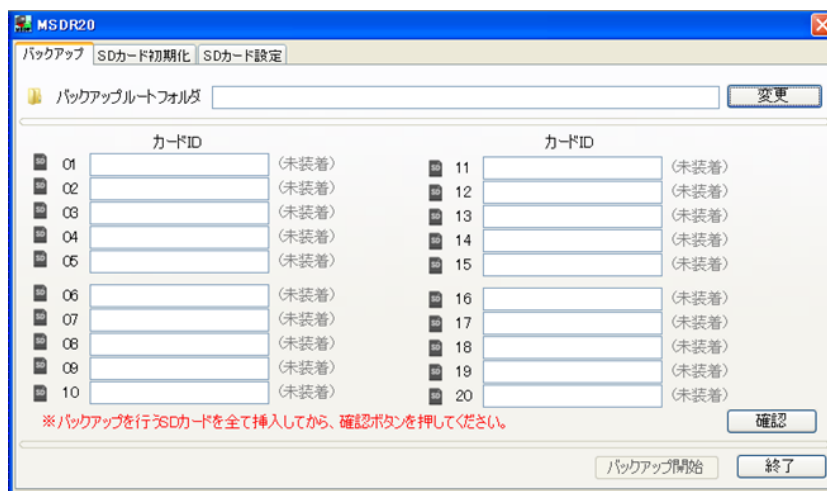 MSDR20
バックアップ SDカード初期化 SDカード設定
バックアップルートフォルダ 変更
カードID カードID
01 (未装着) 11 (未装着)
02 (未装着) 12 (未装着)
03 (未装着) 13 (未装着)
04 (未装着) 14 (未装着)
05 (未装着) 15 (未装着)
06 (未装着) 16 (未装着)
07 (未装着) 17 (未装着)
08 (未装着) 18 (未装着)
09 (未装着) 19 (未装着)
10 (未装着) 20 (未装着)
※バックアップを行うSDカードを全て挿入してから、確認ボタンを押してください。 確認
バックアップ開始 終了